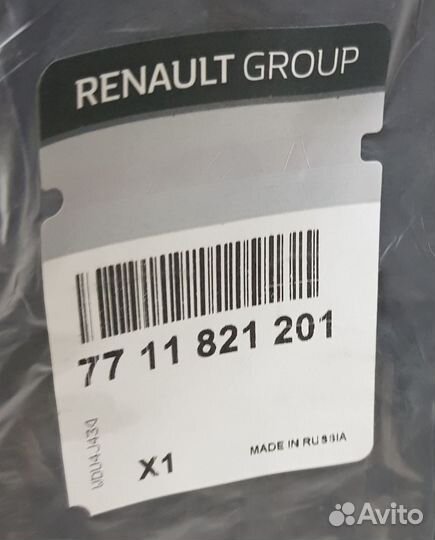 RENAULT GROUP
77 11 821 201
X1
MADE IN RUSSIA
Avito